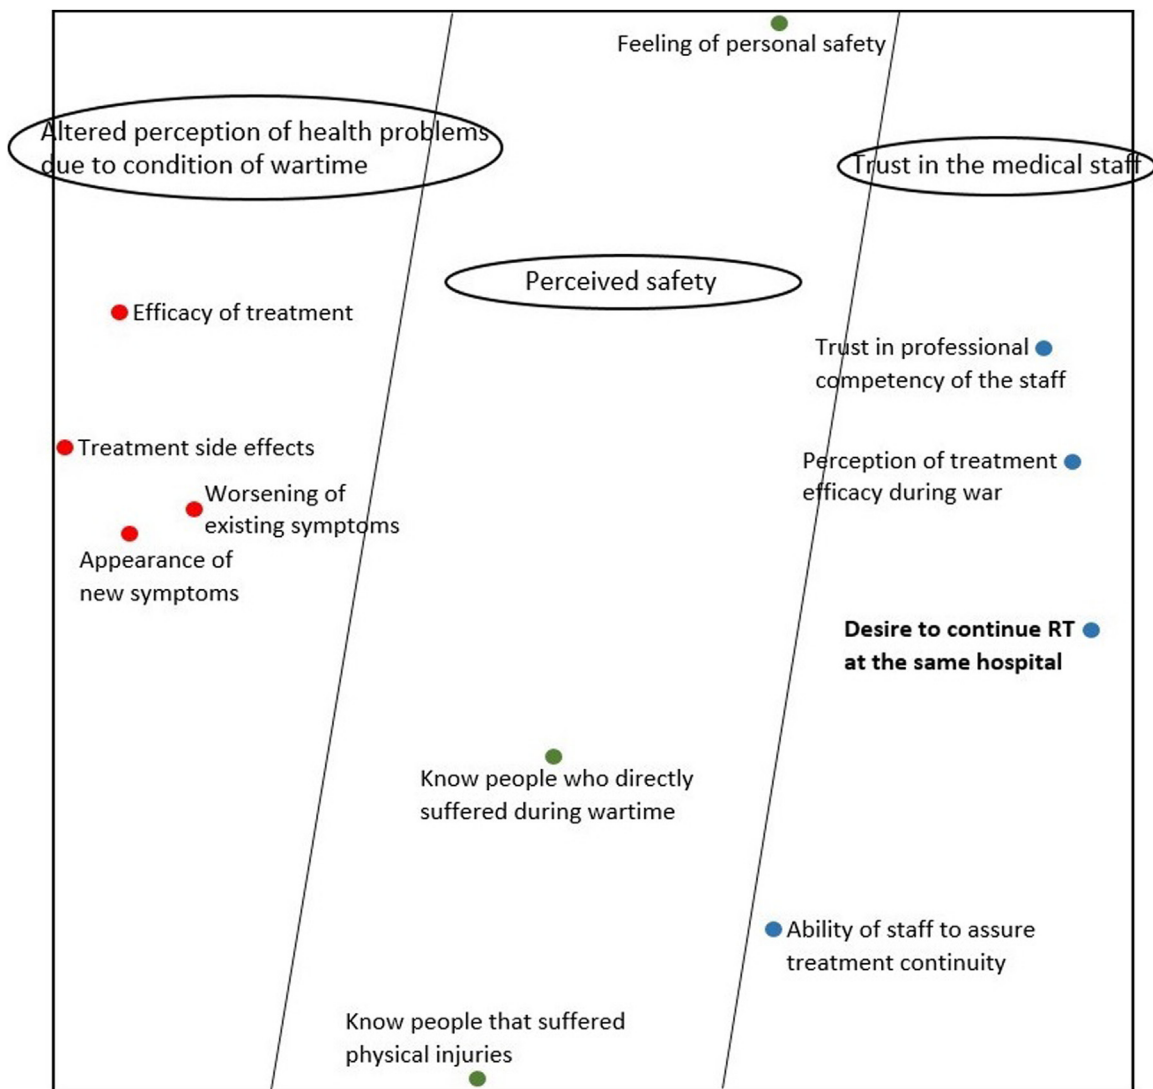 Feeling of personal safety
Altered perception of health problems
due to condition of wartime
Trust in the medical staff
Perceived safety
Efficacy of treatment
Trust in professional
competency of the staff
Treatment side effects
Perception of treatment
efficacy during war
Worsening of
existing symptoms
Appearance of
new symptoms
Desire to continue RT
at the same hospital
Know people who directly
suffered during wartime
Ability of staff to assure
treatment continuity
Know people that suffered
physical injuries